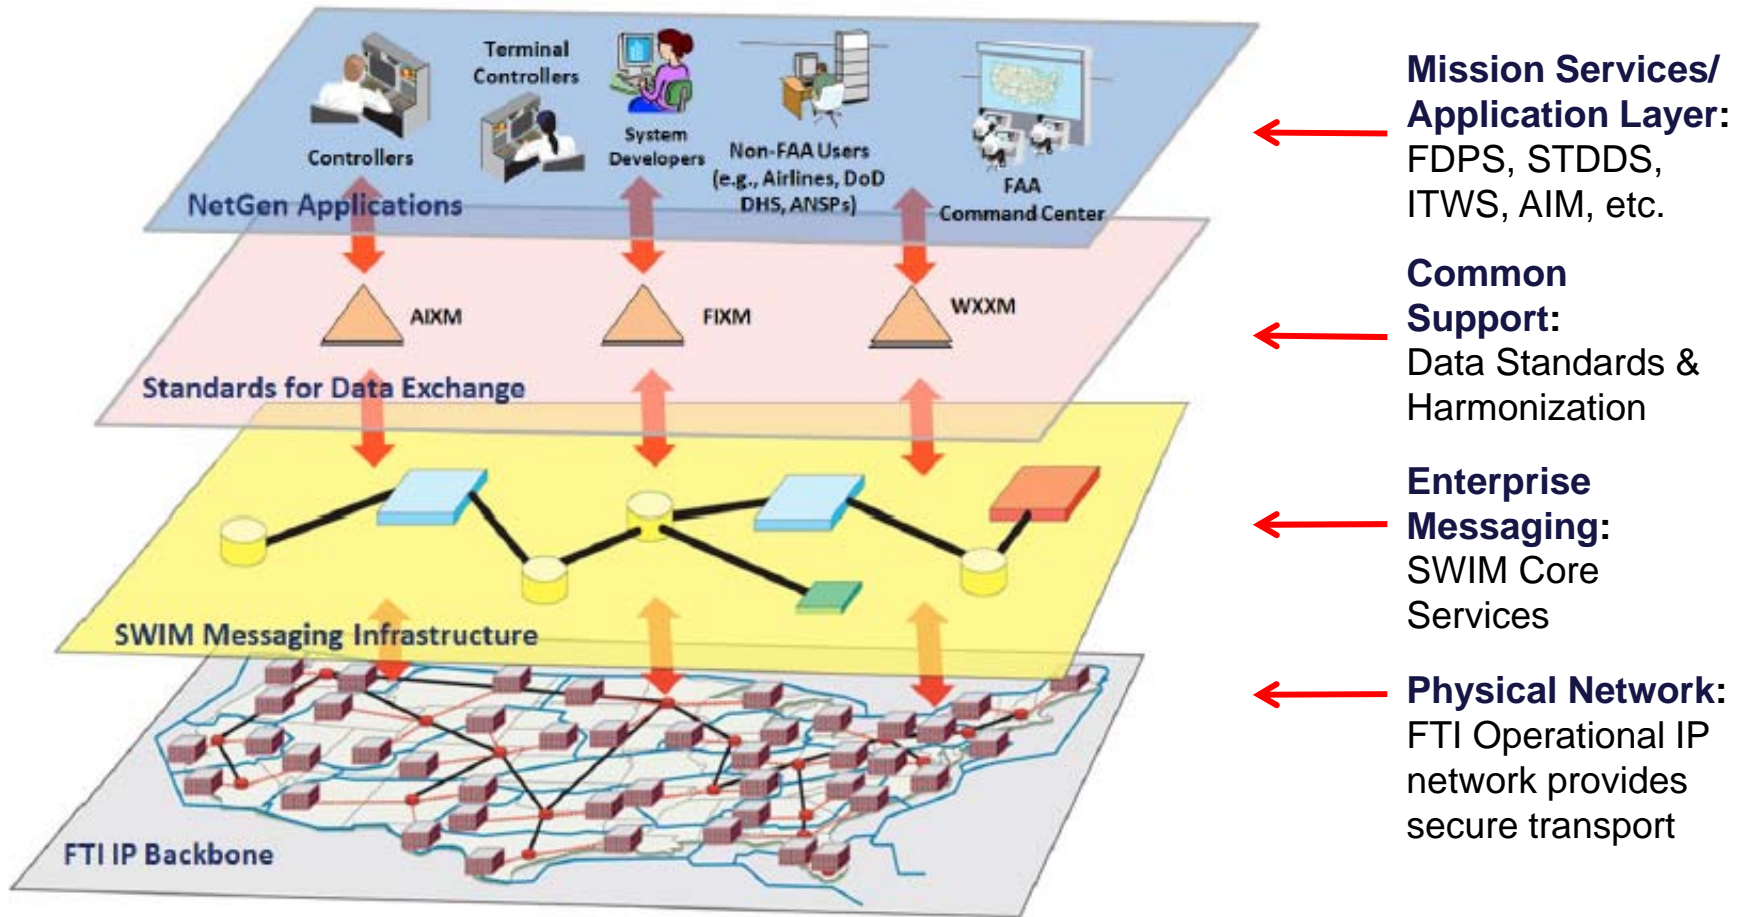 Terminal
Controllers
Controllers
System
Developers
Non-FAA Users
(e.g., Airlines, DoD
DHS, ANSPs)
FAA
Command Center
NetGen Applications
AIXM
FIXM
WXXM
Standards for Data Exchange
SWIM Messaging Infrastructure
FTI IP Backbone
Mission Services/
Application Layer:
FDPS, STDDS,
ITWS, AIM, etc.
Common
Support:
Data Standards &
Harmonization
Enterprise
Messaging:
SWIM Core
Services
Physical Network:
FTI Operational IP
network provides
secure transport